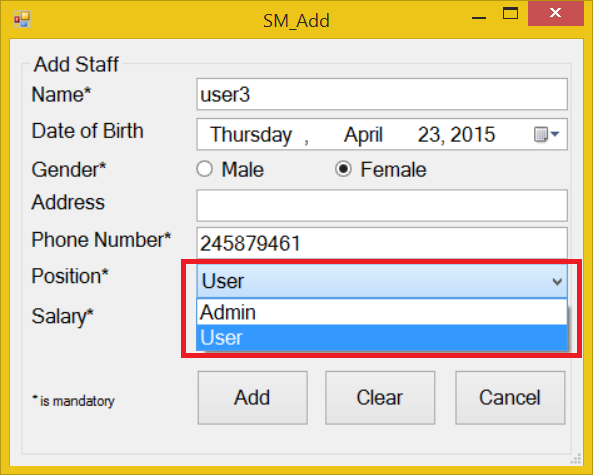 SM_Add
Add Staff
Name* user3
Date of Birth Thursday , April 23, 2015
Gender* Male Female
Address
Phone Number* 245879461
Position* User
Admin
Salary*
User
* is mandatory Add Clear Cancel